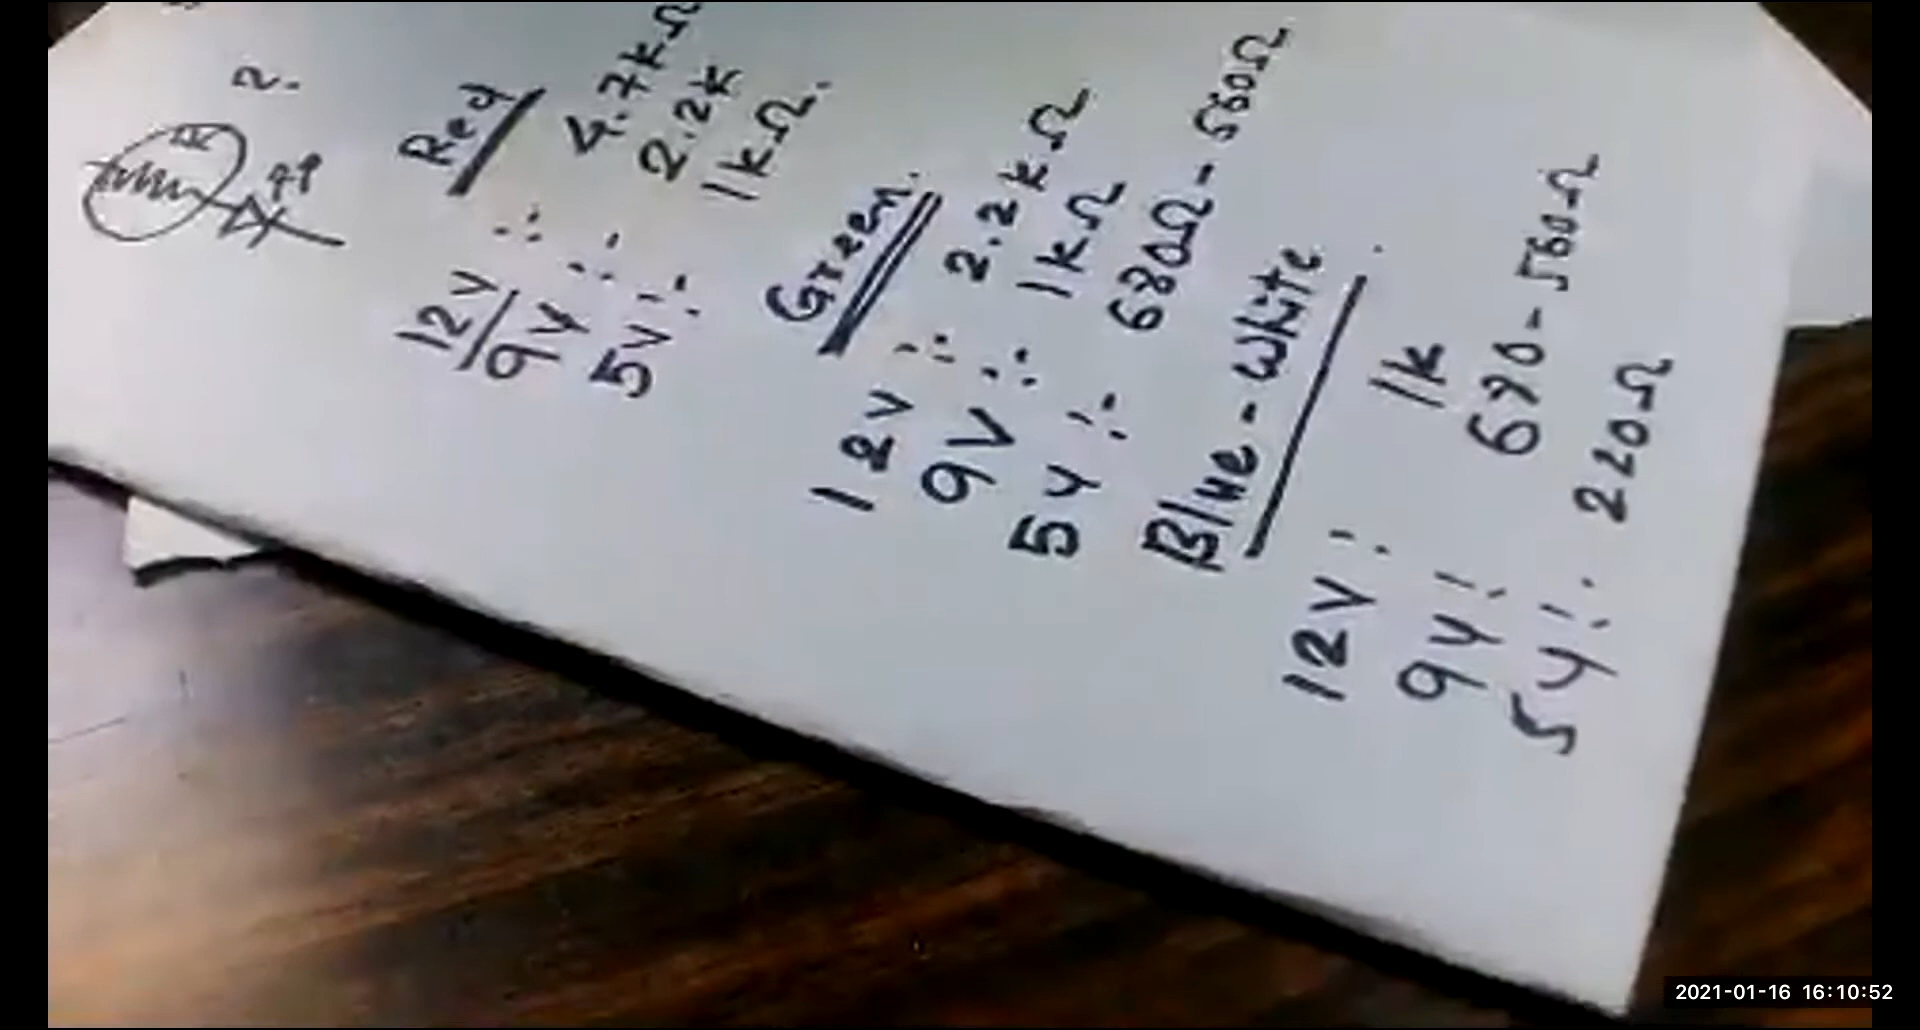 2.
R
Red
12V :- 4.7kΩ
9V :- 2.2k
5V :- 1kΩ.
Green.
12V :- 2.2kΩ
9V :- 1kΩ
5V :- 680Ω - 560Ω
Blue - White
12V : 1k
9V :- 690 - 560Ω
5V :- 220Ω
2021-01-16 16:10:52